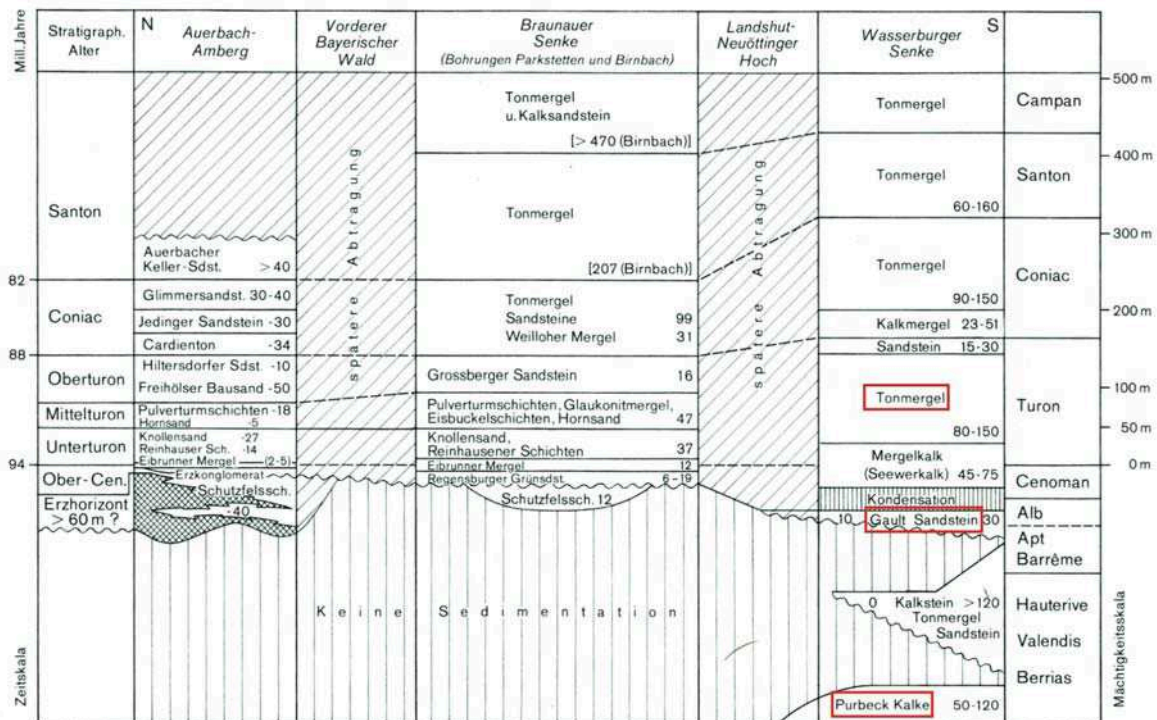 Mill. Jahre
Stratigraph. Alter
N
Auerbach-
Amberg
Vorderer
Bayerischer
Wald
Braunauer
Senke
(Bohrungen Parkstetten und Birnbach)
Landshut-
Neuöttinger
Hoch
S
Wasserburger
Senke
500 m
400 m
300 m
200 m
100 m
50 m
0 m
Mächtigkeitsskala
Zeitskala
Santon
82
Coniac
88
Oberturon
Mittelturon
Unterturon
94
Ober-Cen.
Erzhorizont
> 60 m ?
Auerbacher
Keller-Sdst. >40
Glimmersandst. 30-40
Jedinger Sandstein -30
Cardienton -34
Hiltersdorfer Sdst. -10
Freihölser Bausand -50
Pulverturmschichten -18
Hornsand -5
Knollensand -27
Reinhauser Sch. -14
Eibrunner Mergel (2-5)
Erzkonglomerat
Schutzfelssch.
-40
spätere Abtragung
Tonmergel
u. Kalksandstein
[> 470 (Birnbach)]
Tonmergel
[207 (Birnbach)]
Tonmergel
Sandsteine 99
Weilloher Mergel 31
Grossberger Sandstein 16
Pulverturmschichten, Glaukonitmergel,
Eisbuckelschichten, Hornsand 47
Knollensand,
Reinhausener Schichten 37
Eibrunner Mergel 12
Regensburger Grünsdst. 6-19
Schutzfelssch. 12
Keine Sedimentation
spätere Abtragung
Tonmergel
Tonmergel
60-160
Tonmergel
90-150
Kalkmergel 23-51
Sandstein 15-30
Tonmergel
80-150
Mergelkalk
(Seewerkalk) 45-75
Kondensation
10 Gault Sandstein 30
0 Kalkstein >120
Tonmergel
Sandstein
Purbeck Kalke 50-120
Campan
Santon
Coniac
Turon
Cenoman
Alb
Apt
Barrême
Hauterive
Valendis
Berrias